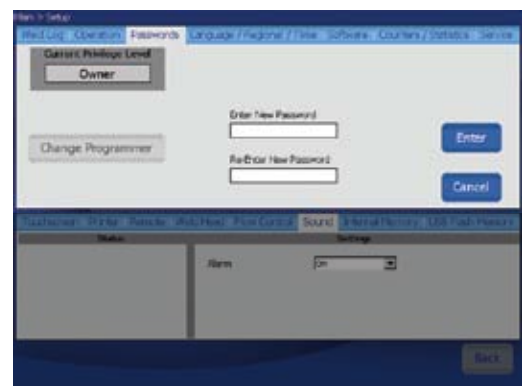 Main > Setup
Weld Log Operation Passwords Language / Regional / Time Software Counters / Statistics Service
Current Privilege Level
Owner
Enter New Password
Change Programmer
Enter
Re-Enter New Password
Cancel
Touchscreen Printer Remote Weld Head Flow Control Sound Internal Memory USB Flash Memory
Status Settings
Alarm On
Back